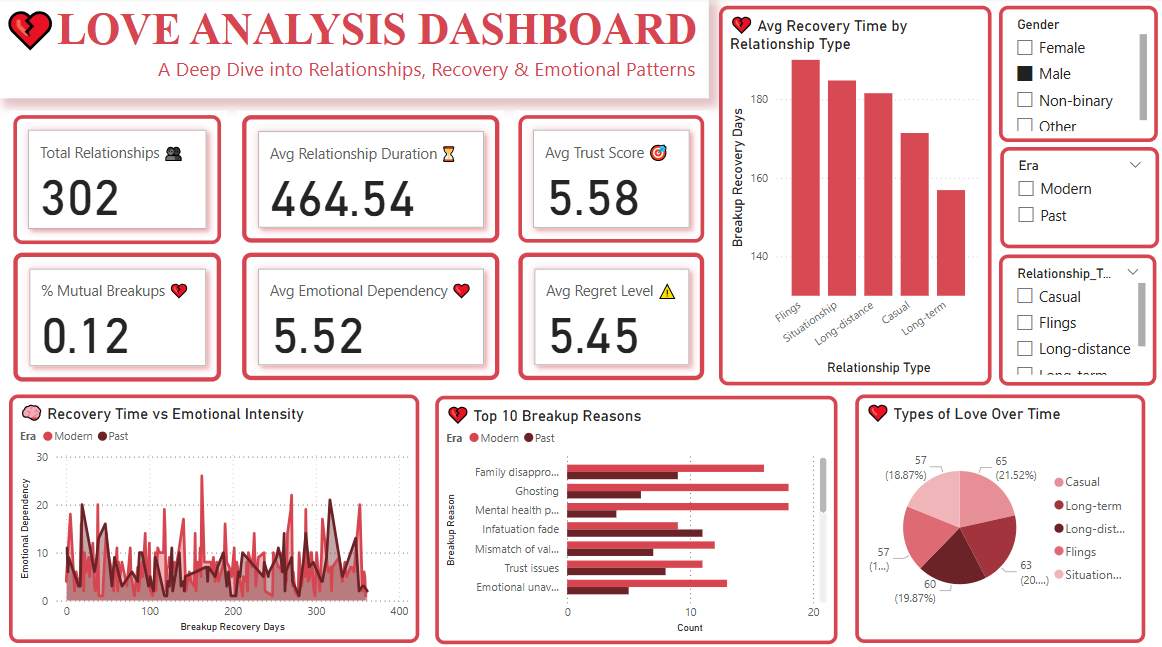 LOVE ANALYSIS DASHBOARD
A Deep Dive into Relationships, Recovery & Emotional Patterns
Total Relationships
302
Avg Relationship Duration
464.54
Avg Trust Score
5.58
% Mutual Breakups
0.12
Avg Emotional Dependency
5.52
Avg Regret Level
5.45
Avg Recovery Time by
Relationship Type
Breakup Recovery Days
180
160
140
Flings
Situationship
Long-distance
Casual
Long-term
Relationship Type
Gender
Female
Male
Non-binary
Other
Era
Modern
Past
Relationship_T...
Casual
Flings
Long-distance
Long-term
Recovery Time vs Emotional Intensity
Era Modern Past
Emotional Dependency
30
20
10
0
0 100 200 300 400
Breakup Recovery Days
Top 10 Breakup Reasons
Era Modern Past
Breakup Reason
Family disappro...
Ghosting
Mental health p...
Infatuation fade
Mismatch of val...
Trust issues
Emotional unav...
0 10 20
Count
Types of Love Over Time
57
(18.87%)
65
(21.52%)
57
(1...)
60
(19.87%)
63
(20....)
Casual
Long-term
Long-dist...
Flings
Situation...